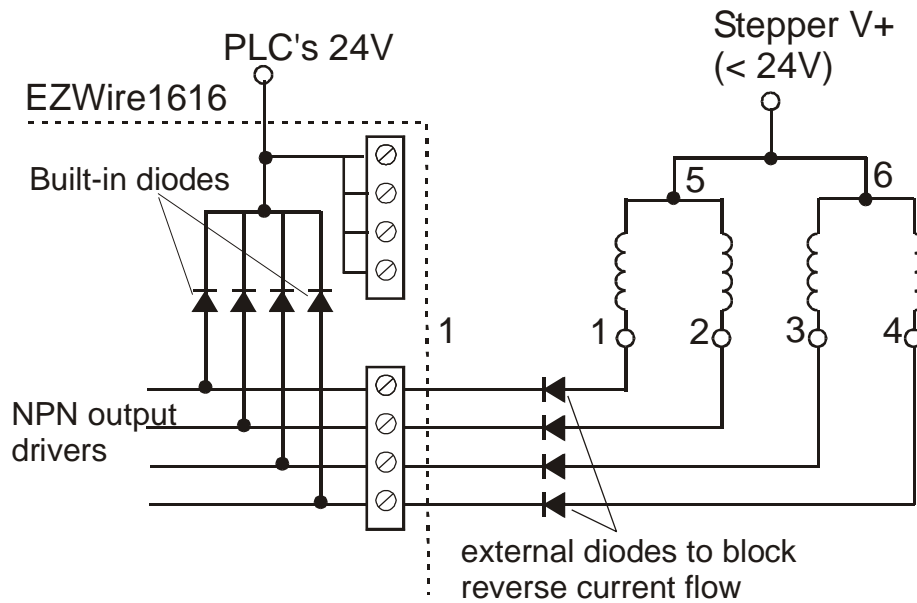 PLC's 24V
Stepper V+
(< 24V)
EZWire1616
Built-in diodes
5
6
1
1
2
3
4
NPN output
drivers
external diodes to block
reverse current flow